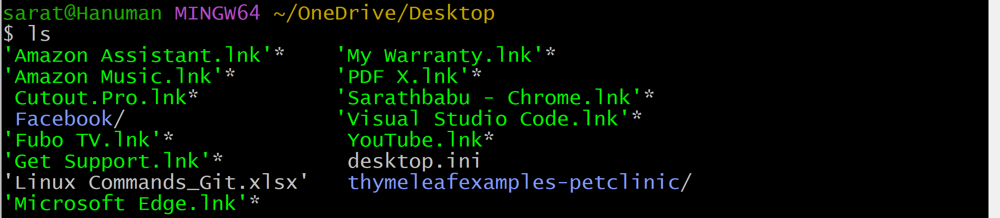 sarat@Hanuman MINGW64 ~/OneDrive/Desktop
$ ls
'Amazon Assistant.lnk'*    'My Warranty.lnk'*
'Amazon Music.lnk'*        'PDF X.lnk'*
 Cutout.Pro.lnk*           'Sarathbabu - Chrome.lnk'*
 Facebook/                 'Visual Studio Code.lnk'*
'Fubo TV.lnk'*              YouTube.lnk*
'Get Support.lnk'*          desktop.ini
'Linux Commands_Git.xlsx'   thymeleafexamples-petclinic/
'Microsoft Edge.lnk'*